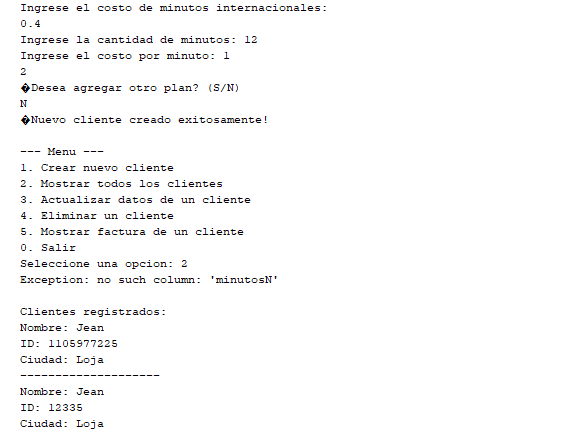 Ingrese el costo de minutos internacionales:
0.4
Ingrese la cantidad de minutos: 12
Ingrese el costo por minuto: 1
2
�Desea agregar otro plan? (S/N)
N
�Nuevo cliente creado exitosamente!
--- Menu ---
1. Crear nuevo cliente
2. Mostrar todos los clientes
3. Actualizar datos de un cliente
4. Eliminar un cliente
5. Mostrar factura de un cliente
0. Salir
Seleccione una opcion: 2
Exception: no such column: 'minutosN'
Clientes registrados:
Nombre: Jean
ID: 1105977225
Ciudad: Loja
--------------------
Nombre: Jean
ID: 12335
Ciudad: Loja